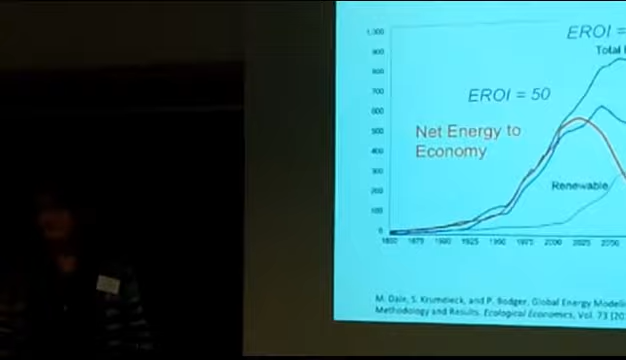 EROI =
1,000
Total
900
800
700
EROI = 50
600
500
Net Energy to
Economy
400
300
Renewable
200
100
0
1850 1875 1900 1925 1950 1975 2000 2025 2050
M. Dale, S. Krumdieck, and P. Bodger, Global Energy Modelin
Methodology and Results. Ecological Economics, Vol. 73 [20